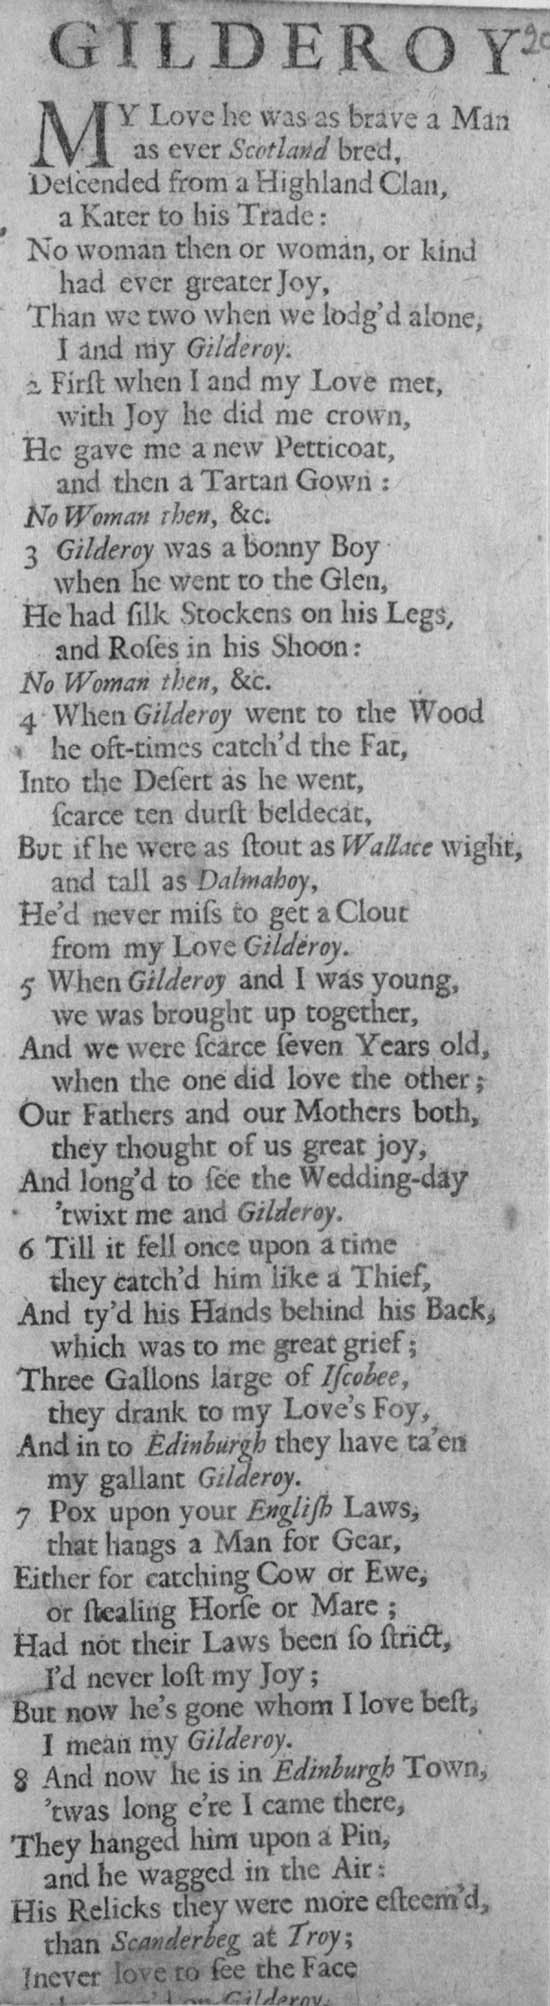 GILDEROY
MY Love he was as brave a Man
as ever Scotland bred,
Deſcended from a Highland Clan,
a Kater to his Trade:
No woman then or woman, or kind
had ever greater Joy,
Than we two when we lodg'd alone,
I and my Gilderoy.
2 Firſt when I and my Love met,
with Joy he did me crown,
He gave me a new Petticoat,
and then a Tartan Gown:
No Woman then, &c.
3 Gilderoy was a bonny Boy
when he went to the Glen,
He had ſilk Stockens on his Legs,
and Roſes in his Shoon:
No Woman then, &c.
4 When Gilderoy went to the Wood
he oft-times catch'd the Fat,
Into the Deſert as he went,
ſcarce ten durſt beldecat,
But if he were as ſtout as Wallace wight,
and tall as Dalmahoy,
He'd never miſs to get a Clout
from my Love Gilderoy.
5 When Gilderoy and I was young,
we was brought up together,
And we were ſcarce ſeven Years old,
when the one did love the other;
Our Fathers and our Mothers both,
they thought of us great joy,
And long'd to ſee the Wedding-day
'twixt me and Gilderoy.
6 Till it fell once upon a time
they catch'd him like a Thief,
And ty'd his Hands behind his Back,
which was to me great grief;
Three Gallons large of Iſcobee,
they drank to my Love's Foy,
And in to Edinburgh they have ta'en
my gallant Gilderoy.
7 Pox upon your Engliſh Laws,
that hangs a Man for Gear,
Either for catching Cow or Ewe,
or ſtealing Horſe or Mare;
Had not their Laws been ſo ſtrict,
I'd never loſt my Joy;
But now he's gone whom I love beſt,
I mean my Gilderoy.
8 And now he is in Edinburgh Town,
'twas long e're I came there,
They hanged him upon a Pin,
and he wagged in the Air:
His Relicks they were more eſteem'd,
than Scanderbeg at Troy;
I never love to ſee the Face
Gilderoy.